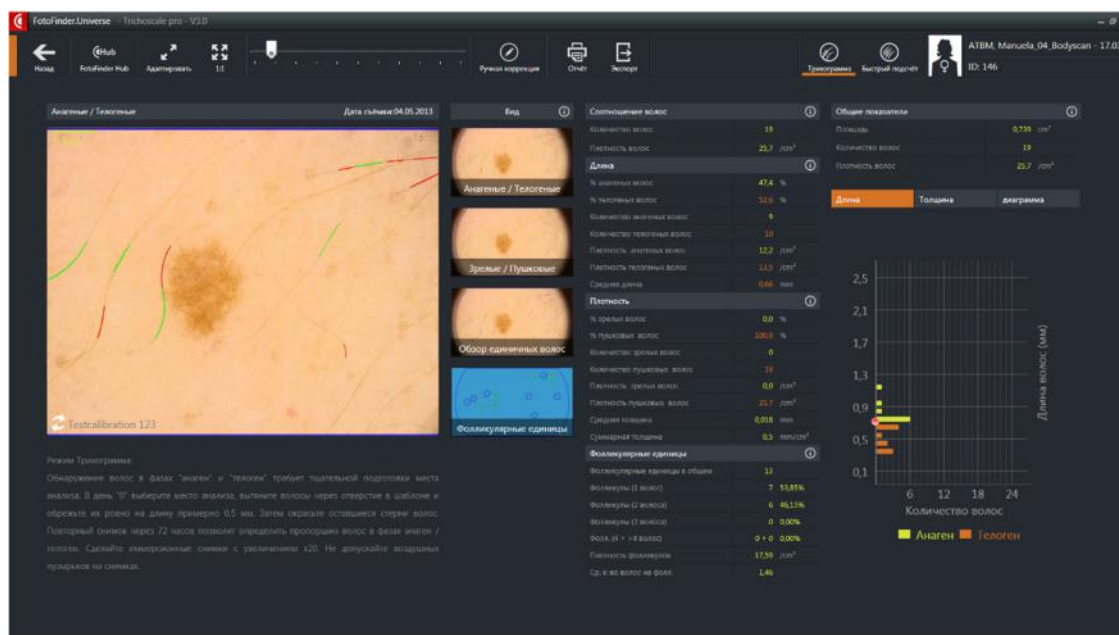 FotoFinder.Universe - Trichoscale pro - V3.0
Назад
FotoFinder Hub
Адаптировать
1:1
Ручная коррекция
Отчёт
Экспорт
Трихограмма
Быстрый подсчёт
ATBM, Manuela_04_Bodyscan - 17.0
ID: 146
Анагеные / Телогеные
Дата съёмки:04.05.2013
Testcalibration 123
Режим Трихограмма:
Обнаружение волос в фазах "анаген" и "телоген" требует тщательной подготовки места
анализа. В день "0" выберите место анализа, вытяните волосы через отверстие в шаблоне и
обрежьте их ровно на длину примерно 0,5 мм. Затем окрасьте оставшиеся стержни волос.
Повторный снимок через 72 часов позволит определить пропорцию волос в фазах анаген /
телоген. Сделайте иммерсионные снимки с увеличением x20. Не допускайте воздушных
пузырьков на снимках.
Вид
Анагеные / Телогеные
Зрелые / Пушковые
Обзор единичных волос
Фолликулярные единицы
Соотношение волос
Количество волос 19
Плотность волос 25,7 /cm²
Длина
% анагеных волос 47,4 %
% телогеных волос 52,6 %
Количество анагеных волос 9
Количество телогеных волос 10
Плотность анагеных волос 12,2 /cm²
Плотность телогеных волос 13,5 /cm²
Средняя длина 0,66 mm
Плотность
% зрелых волос 0,0 %
% пушковых волос 100,0 %
Количество зрелых волос 0
Количество пушковых волос 19
Плотность зрелых волос 0,0 /cm²
Плотность пушковых волос 25,7 /cm²
Средняя толщина 0,018 mm
Суммарная толщина 0,5 mm/cm²
Фолликулярные единицы
Фолликулярные единицы в общем 13
Фолликулы (1 волос) 7 53,85%
Фолликулы (2 волоса) 6 46,15%
Фолликулы (3 волоса) 0 0,00%
Фолл. (4 + >4 волос) 0 + 0 0,00%
Плотность фолликулов 17,59 /cm²
Ср. к-во волос на фолл. 1,46
Общие показатели
Площадь 0,739 cm²
Количество волос 19
Плотность волос 25,7 /cm²
Длина
Толщина
диаграмма
2,5
2,1
1,7
1,3
0,9
0,5
0,1
Длина волос (мм)
6 12 18 24
Количество волос
Анаген Телоген